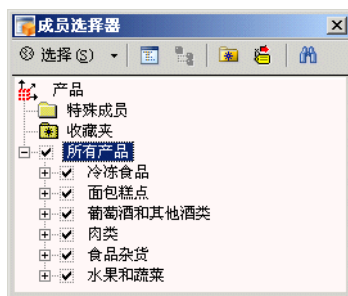 成员选择器
选择(S)
产品
特殊成员
收藏夹
所有产品
冷冻食品
面包糕点
葡萄酒和其他酒类
肉类
食品杂货
水果和蔬菜